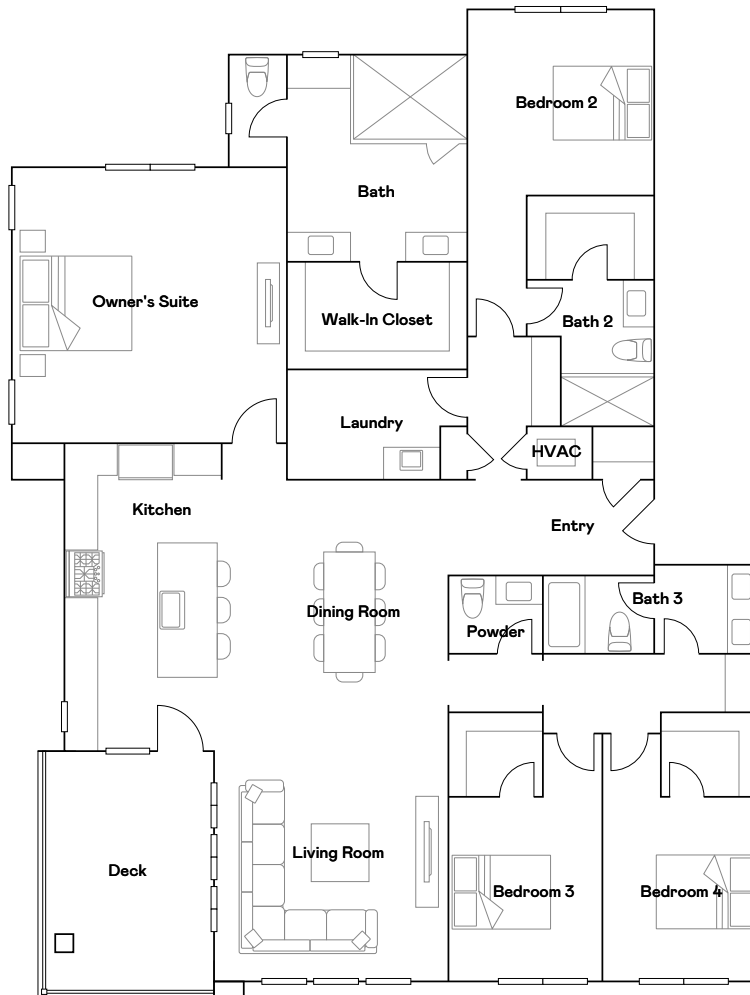 Bedroom 2
Bath
Owner's Suite
Walk-In Closet
Bath 2
Laundry
HVAC
Kitchen
Entry
Bath 3
Dining Room
Powder
Living Room
Deck
Bedroom 3
Bedroom 4